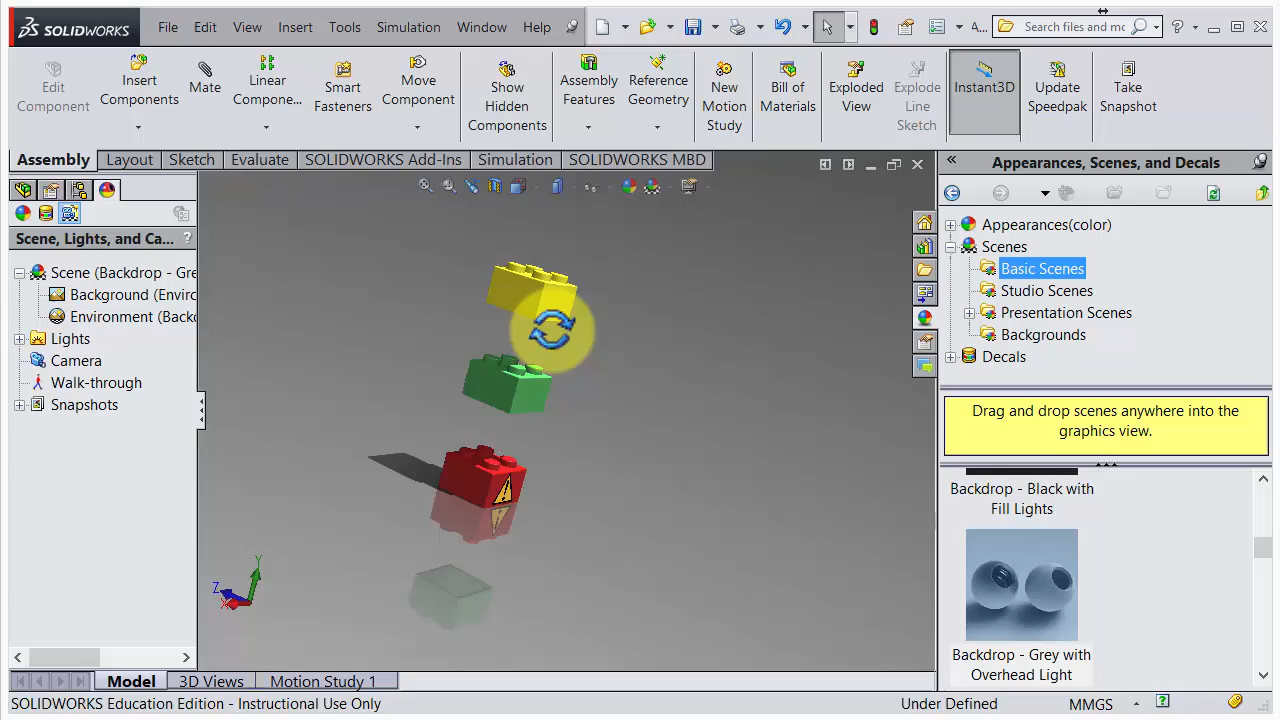 SOLIDWORKS File Edit View Insert Tools Simulation Window Help A... Search files and mc ?
Edit Component
Insert Components
Mate
Linear Compone...
Smart Fasteners
Move Component
Show Hidden Components
Assembly Features
Reference Geometry
New Motion Study
Bill of Materials
Exploded View
Explode Line Sketch
Instant3D
Update Speedpak
Take Snapshot
Assembly Layout Sketch Evaluate SOLIDWORKS Add-Ins Simulation SOLIDWORKS MBD
Scene, Lights, and Ca... ?
Scene (Backdrop - Gre
Background (Enviro
Environment (Back
Lights
Camera
Walk-through
Snapshots
Y
Z
X
Appearances, Scenes, and Decals
Appearances(color)
Scenes
Basic Scenes
Studio Scenes
Presentation Scenes
Backgrounds
Decals
Drag and drop scenes anywhere into the
graphics view.
Backdrop - Black with
Fill Lights
Backdrop - Grey with
Overhead Light
Model 3D Views Motion Study 1
SOLIDWORKS Education Edition - Instructional Use Only Under Defined MMGS ?